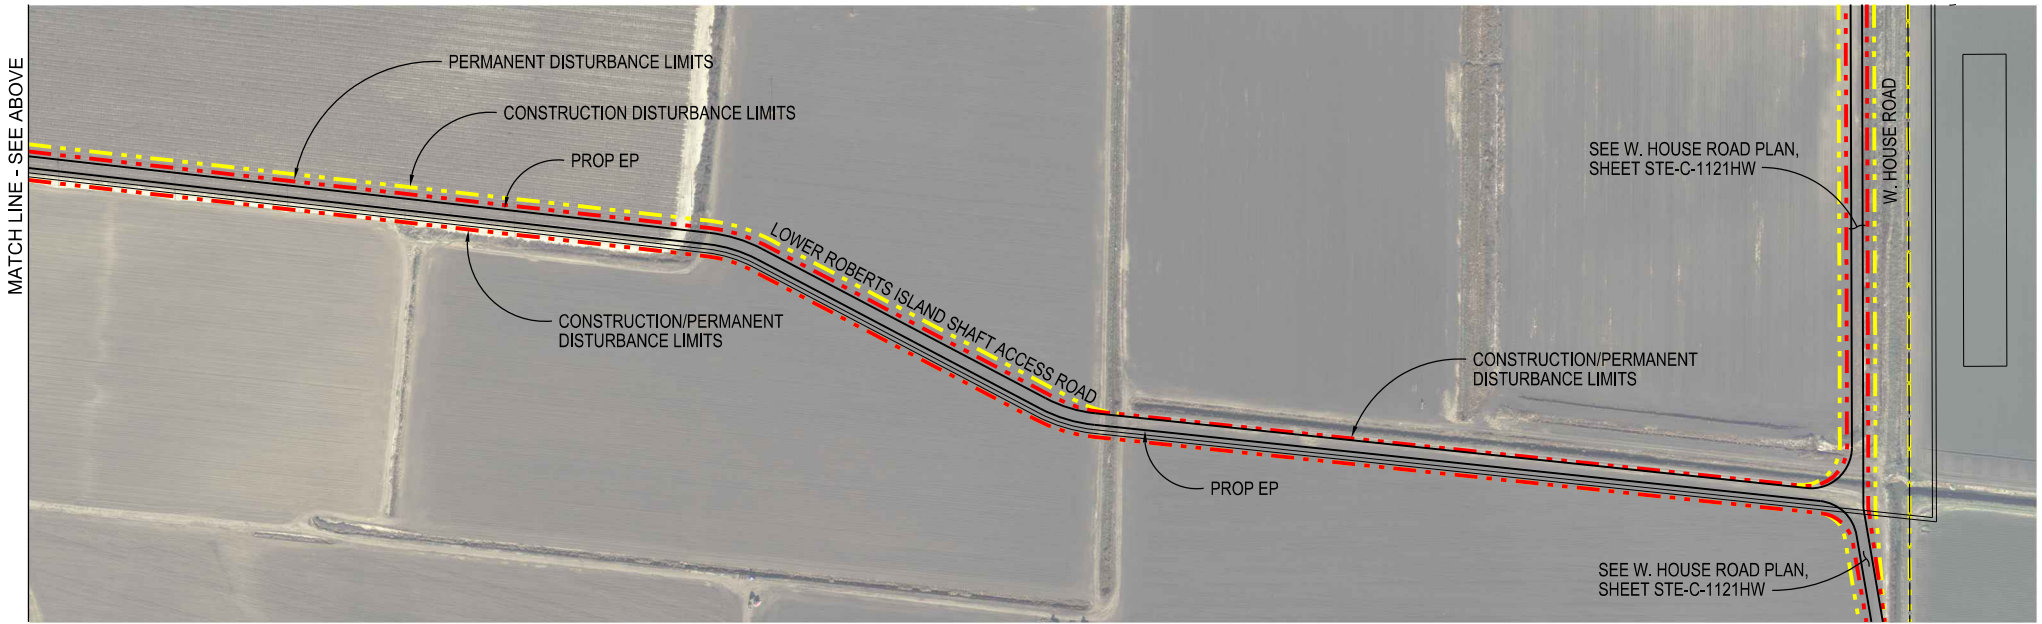 MATCH LINE - SEE ABOVE
PERMANENT DISTURBANCE LIMITS
CONSTRUCTION DISTURBANCE LIMITS
PROP EP
LOWER ROBERTS ISLAND SHAFT ACCESS ROAD
CONSTRUCTION/PERMANENT
DISTURBANCE LIMITS
SEE W. HOUSE ROAD PLAN,
SHEET STE-C-1121HW
W. HOUSE ROAD
CONSTRUCTION/PERMANENT
DISTURBANCE LIMITS
PROP EP
SEE W. HOUSE ROAD PLAN,
SHEET STE-C-1121HW